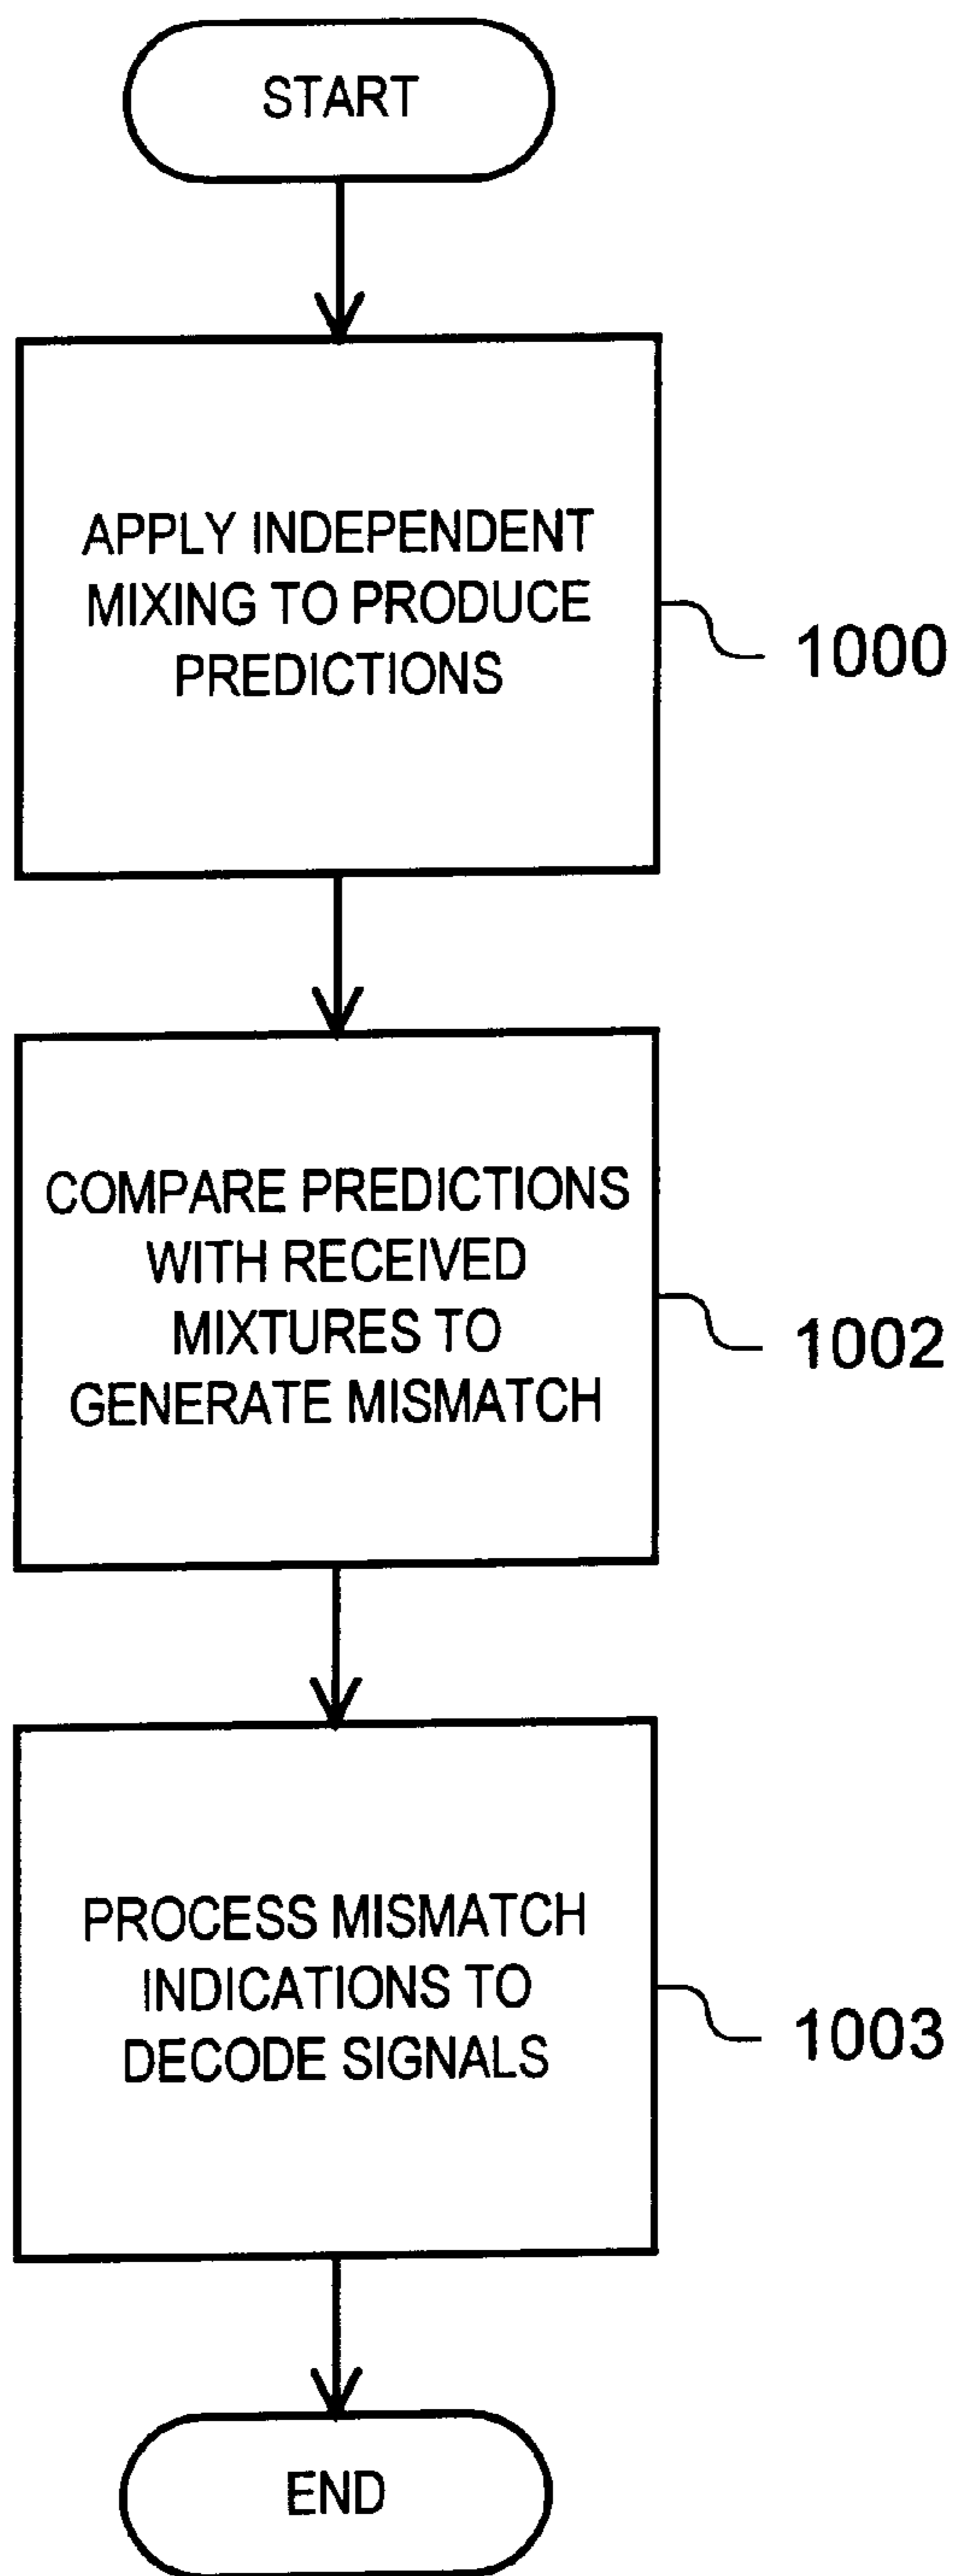 START
APPLY INDEPENDENT
MIXING TO PRODUCE
PREDICTIONS
1000
COMPARE PREDICTIONS
WITH RECEIVED
MIXTURES TO
GENERATE MISMATCH
1002
PROCESS MISMATCH
INDICATIONS TO
DECODE SIGNALS
1003
END